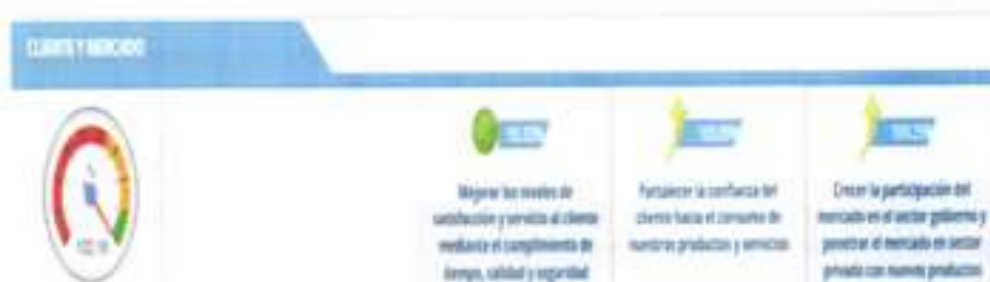 CLIENTE Y MERCADO
Mejorar los niveles de
satisfacción y servicio al cliente
mediante el cumplimiento de
tiempo, calidad y seguridad
Fortalecer la confianza del
cliente hacia el consumo de
nuestros productos y servicios
Crecer la participación del
mercado en el sector gobierno y
penetrar el mercado en sector
privado con nuevos productos